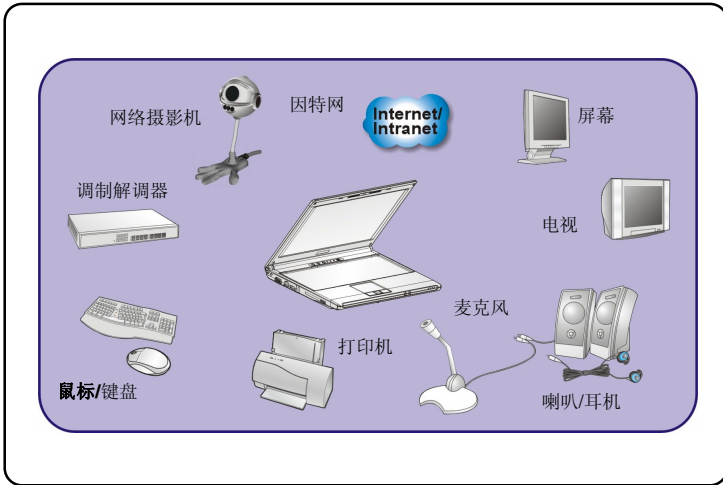 因特网
Internet/
Intranet
网络摄影机
屏幕
调制解调器
电视
麦克风
打印机
鼠标/键盘
喇叭/耳机